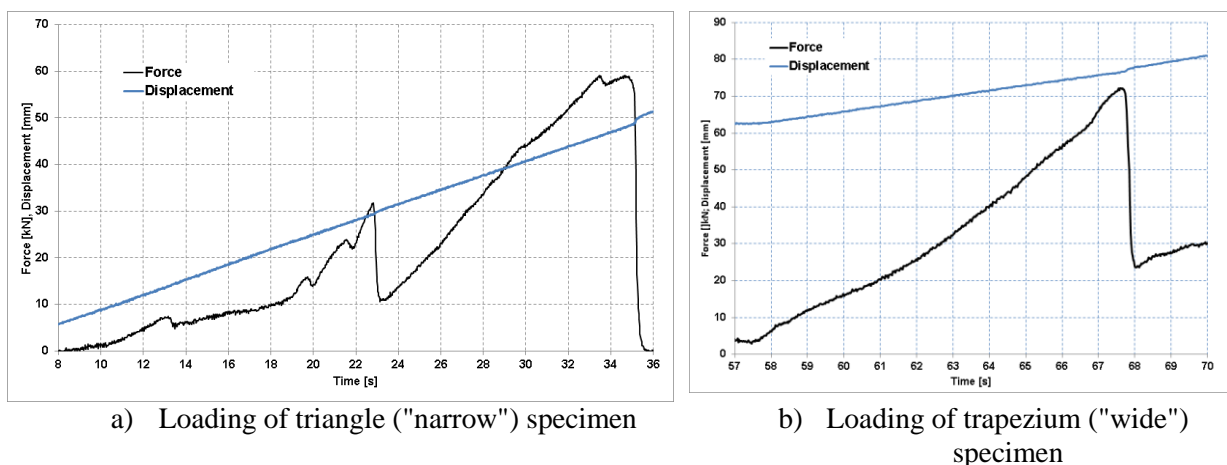 70
60
50
40
30
20
10
0
Force [kN], Displacement [mm]
Force
Displacement
8 10 12 14 16 18 20 22 24 26 28 30 32 34 36
Time [s]
a) Loading of triangle ("narrow") specimen
90
80
70
60
50
40
30
20
10
0
Force []kN; Displacement [mm]
Force
Displacement
57 58 59 60 61 62 63 64 65 66 67 68 69 70
Time [s]
b) Loading of trapezium ("wide")
specimen